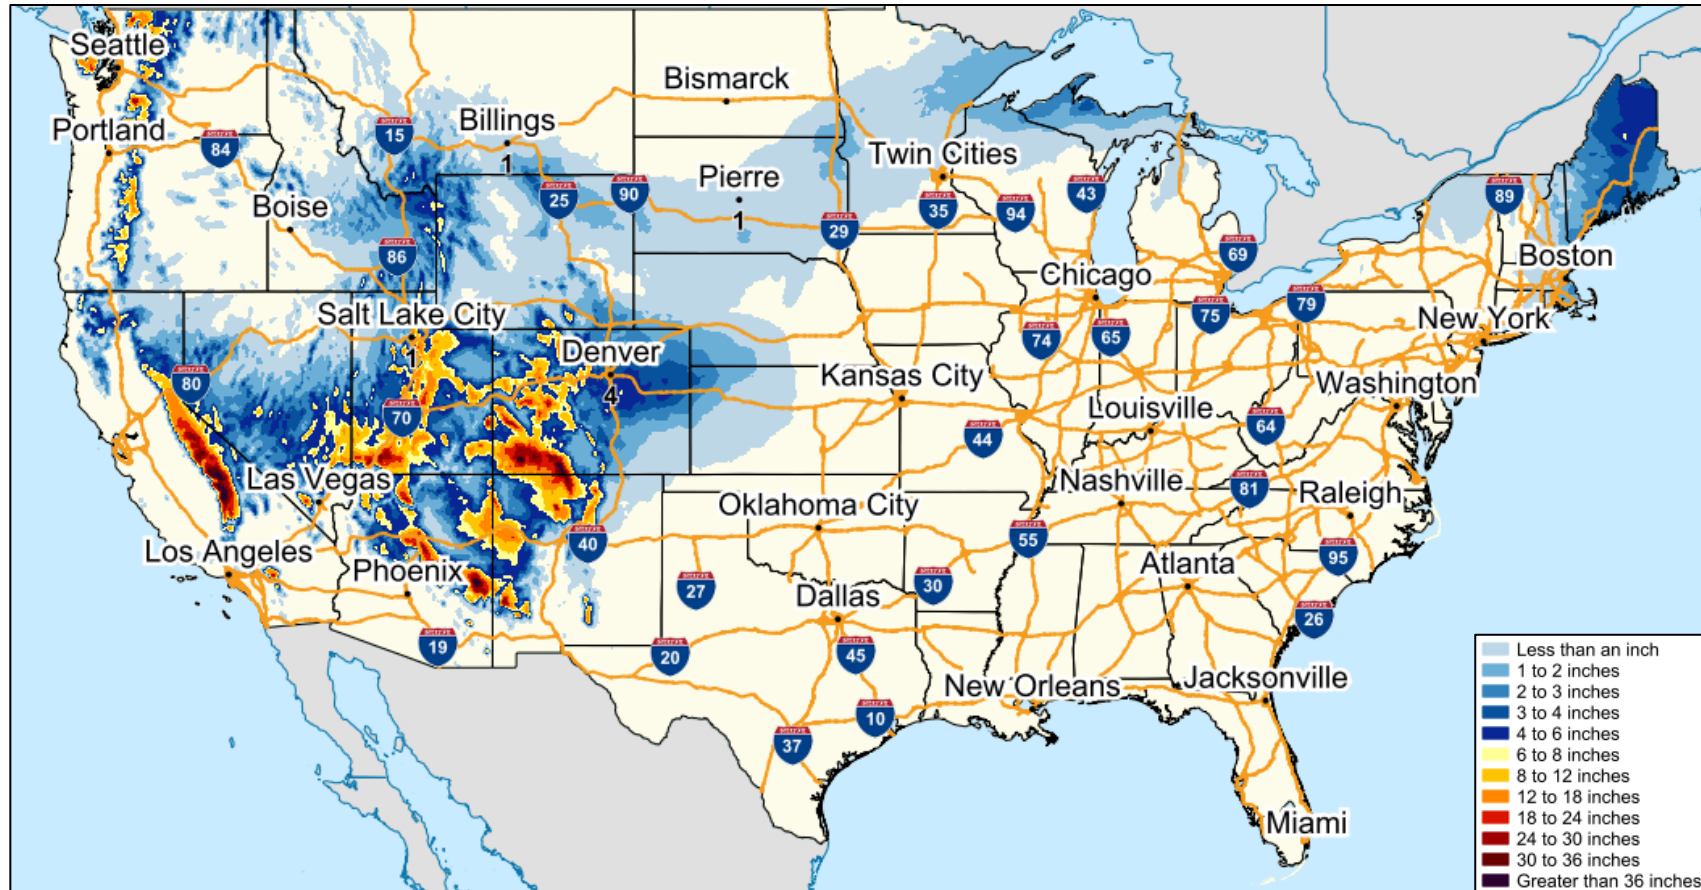 Seattle
Bismarck
Billings
Portland
15
84
1
Twin Cities
Pierre
25
90
43
89
Boise
1
35
94
29
86
69
Boston
Chicago
Salt Lake City
79
75
New York
1
Denver
74
65
80
4
Kansas City
Washington
70
Louisville
44
64
Las Vegas
Nashville
81
Raleigh
Oklahoma City
40
55
Los Angeles
95
Phoenix
Atlanta
27
30
Dallas
26
19
20
45
New Orleans
Jacksonville
10
37
Miami
Less than an inch
1 to 2 inches
2 to 3 inches
3 to 4 inches
4 to 6 inches
6 to 8 inches
8 to 12 inches
12 to 18 inches
18 to 24 inches
24 to 30 inches
30 to 36 inches
Greater than 36 inches